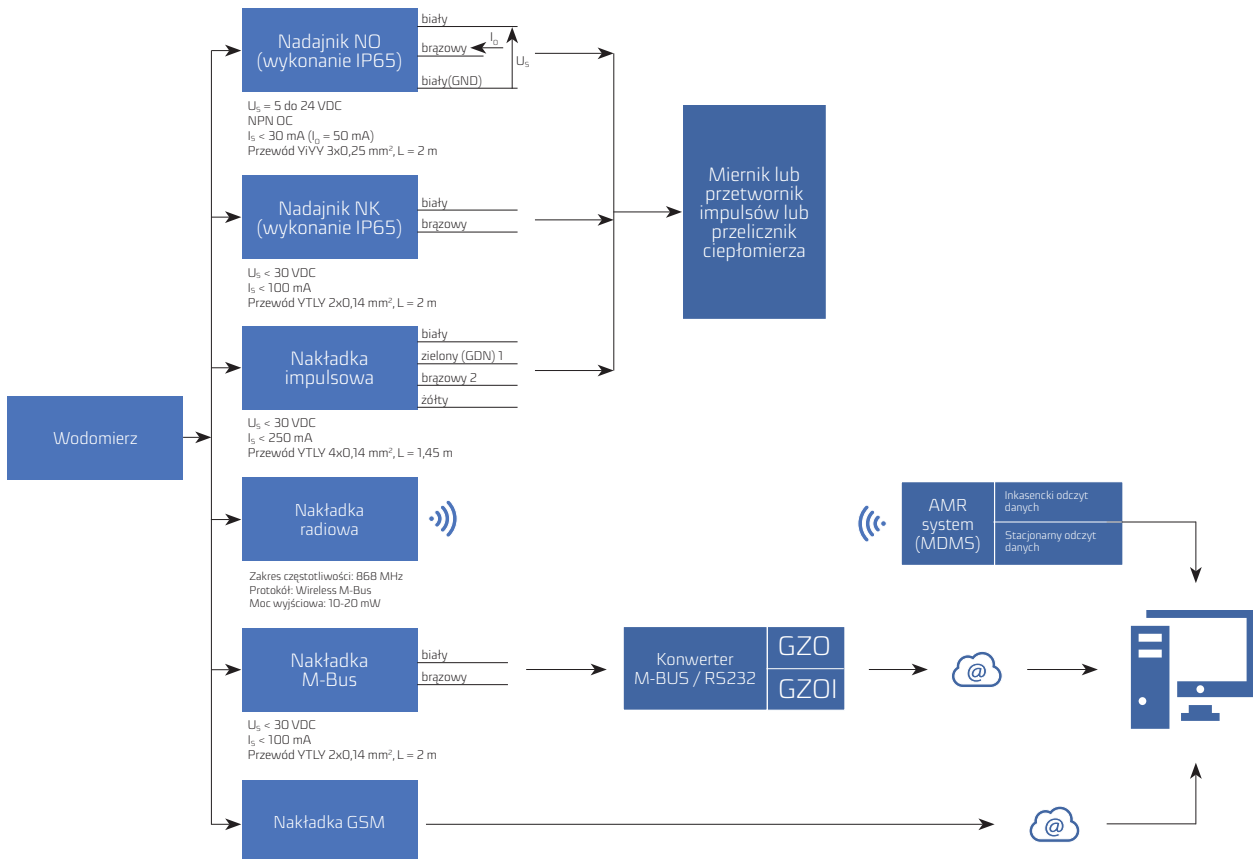 Nadajnik NO
(wykonanie IP65)
biały
brązowy
I₀
Uₛ
biały(GND)
Uₛ = 5 do 24 VDC
NPN OC
Iₛ < 30 mA (I₀ = 50 mA)
Przewód YiYY 3x0,25 mm², L = 2 m
Nadajnik NK
(wykonanie IP65)
biały
brązowy
Uₛ < 30 VDC
Iₛ < 100 mA
Przewód YTLY 2x0,14 mm², L = 2 m
Miernik lub
przetwornik
impulsów lub
przelicznik
ciepłomierza
Nakładka
impulsowa
biały
zielony (GDN) 1
brązowy 2
żółty
Uₛ < 30 VDC
Iₛ < 250 mA
Przewód YTLY 4x0,14 mm², L = 1,45 m
Wodomierz
Nakładka
radiowa
Zakres częstotliwości: 868 MHz
Protokół: Wireless M-Bus
Moc wyjściowa: 10-20 mW
AMR
system
(MDMS)
Inkasencki odczyt
danych
Stacjonarny odczyt
danych
Nakładka
M-Bus
biały
brązowy
Uₛ < 30 VDC
Iₛ < 100 mA
Przewód YTLY 2x0,14 mm², L = 2 m
Konwerter
M-BUS / RS232
GZO
GZOI
@
Nakładka GSM
@